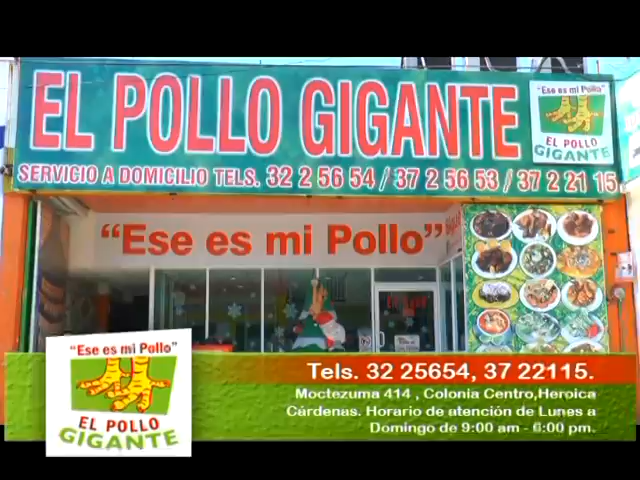 EL POLLO GIGANTE
SERVICIO A DOMICILIO TELS. 32 2 56 54 / 37 2 56 53 / 37 2 21 15
"Ese es mi Pollo"
EL POLLO
GIGANTE
"Ese es mi Pollo"
"Ese es mi Pollo"
EL POLLO
GIGANTE
Tels. 32 25654, 37 22115.
Moctezuma 414 , Colonia Centro,Heroica
Cárdenas. Horario de atención de Lunes a
Domingo de 9:00 am - 6:00 pm.